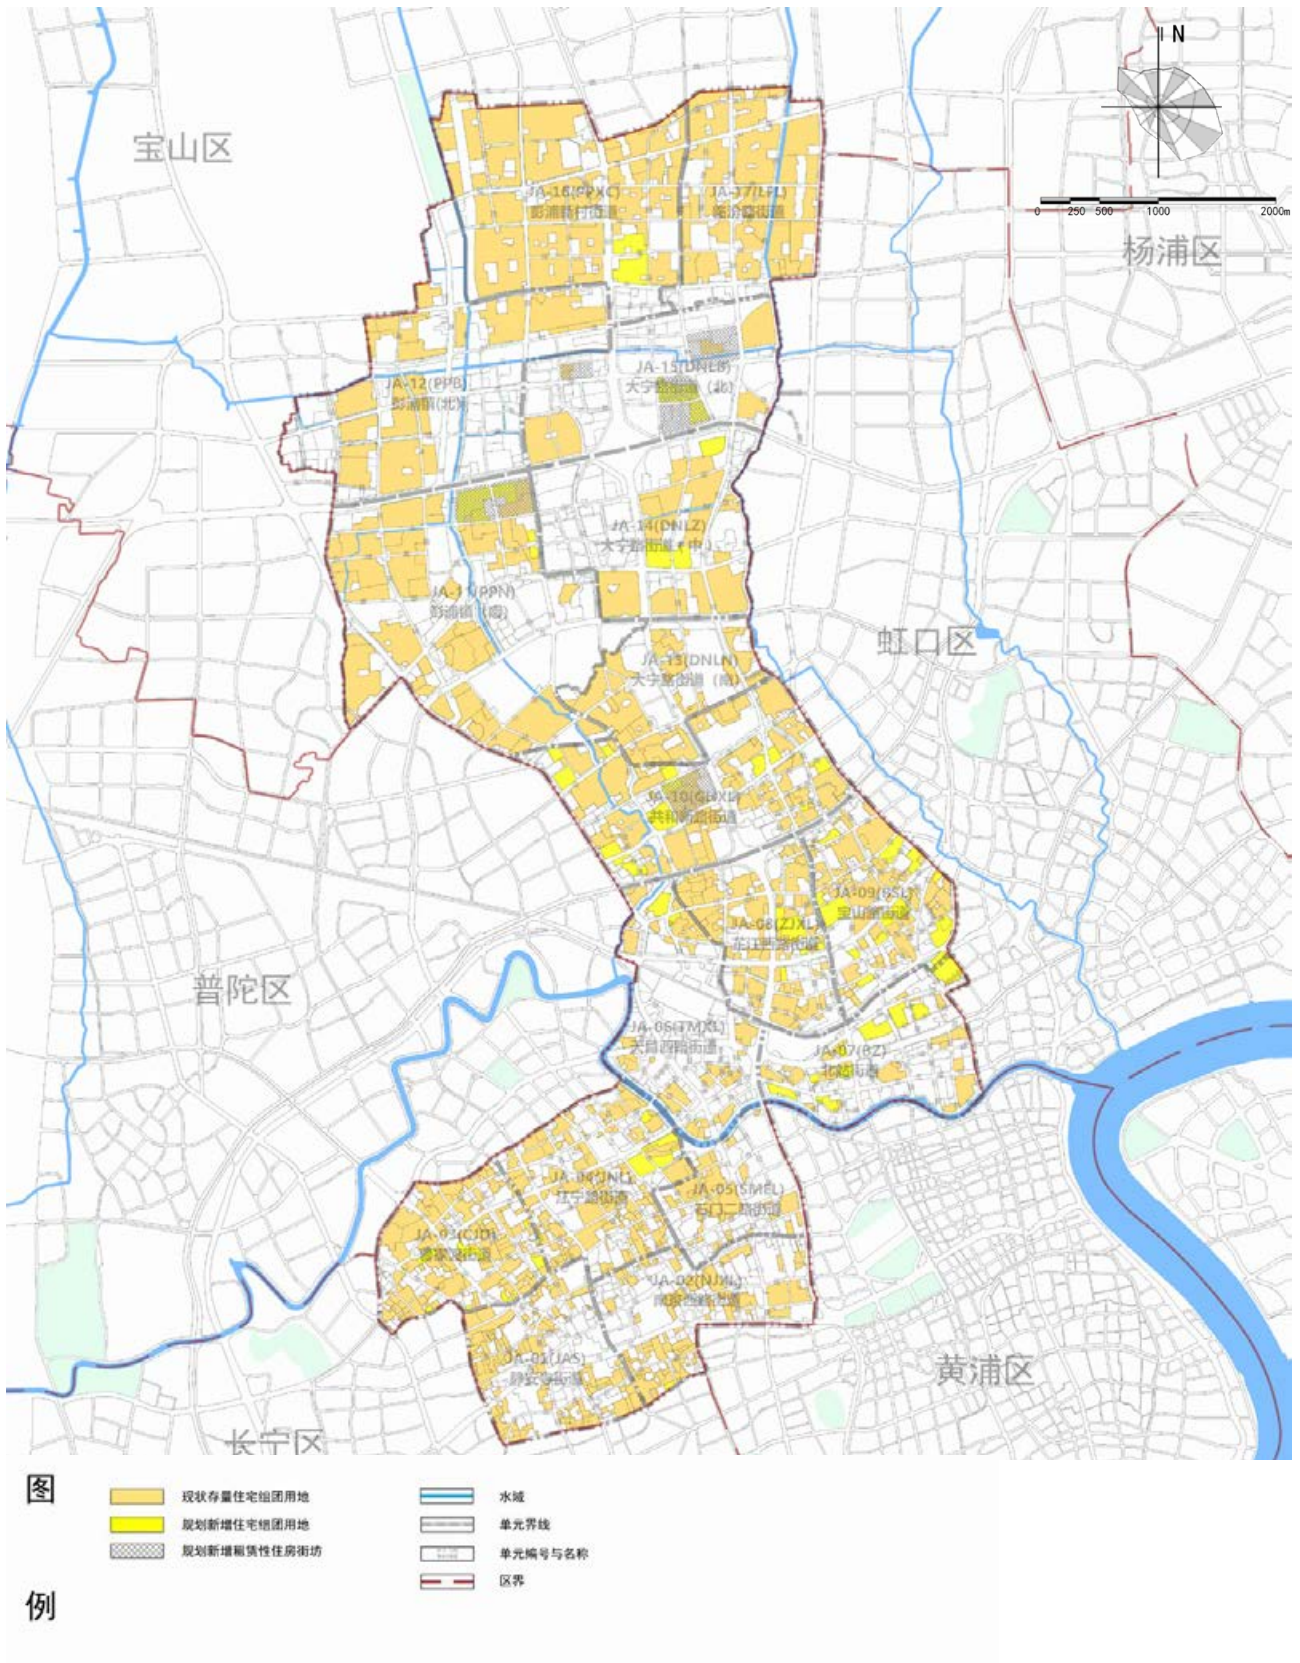 N
宝山区
0 250 500 1000 2000m
杨浦区
JA-16(PPXC)
彭浦新村街道
JA-17(LFL)
临汾路街道
JA-15(DNLB)
大宁路街道（北）
JA-12(PPB)
彭浦镇(北)
JA-14(DNLZ)
大宁路街道（中）
JA-11(PPN)
彭浦镇（南）
虹口区
JA-13(DNLN)
大宁路街道（南）
JA-10(GHXL)
共和新路街道
JA-09(BSL)
宝山路街道
JA-08(ZJXL)
芷江西路街道
普陀区
JA-06(TMXL)
天目西路街道
JA-07(BZ)
北站街道
JA-04(JNL)
江宁路街道
JA-05(SMEL)
石门二路街道
JA-03(CJD)
曹家渡街道
JA-02(NJXL)
南京西路街道
JA-01(JAS)
静安寺街道
黄浦区
长宁区
图
例
现状存量住宅组团用地
规划新增住宅组团用地
规划新增租赁性住房街坊
水域
单元界线
单元编号与名称
区界